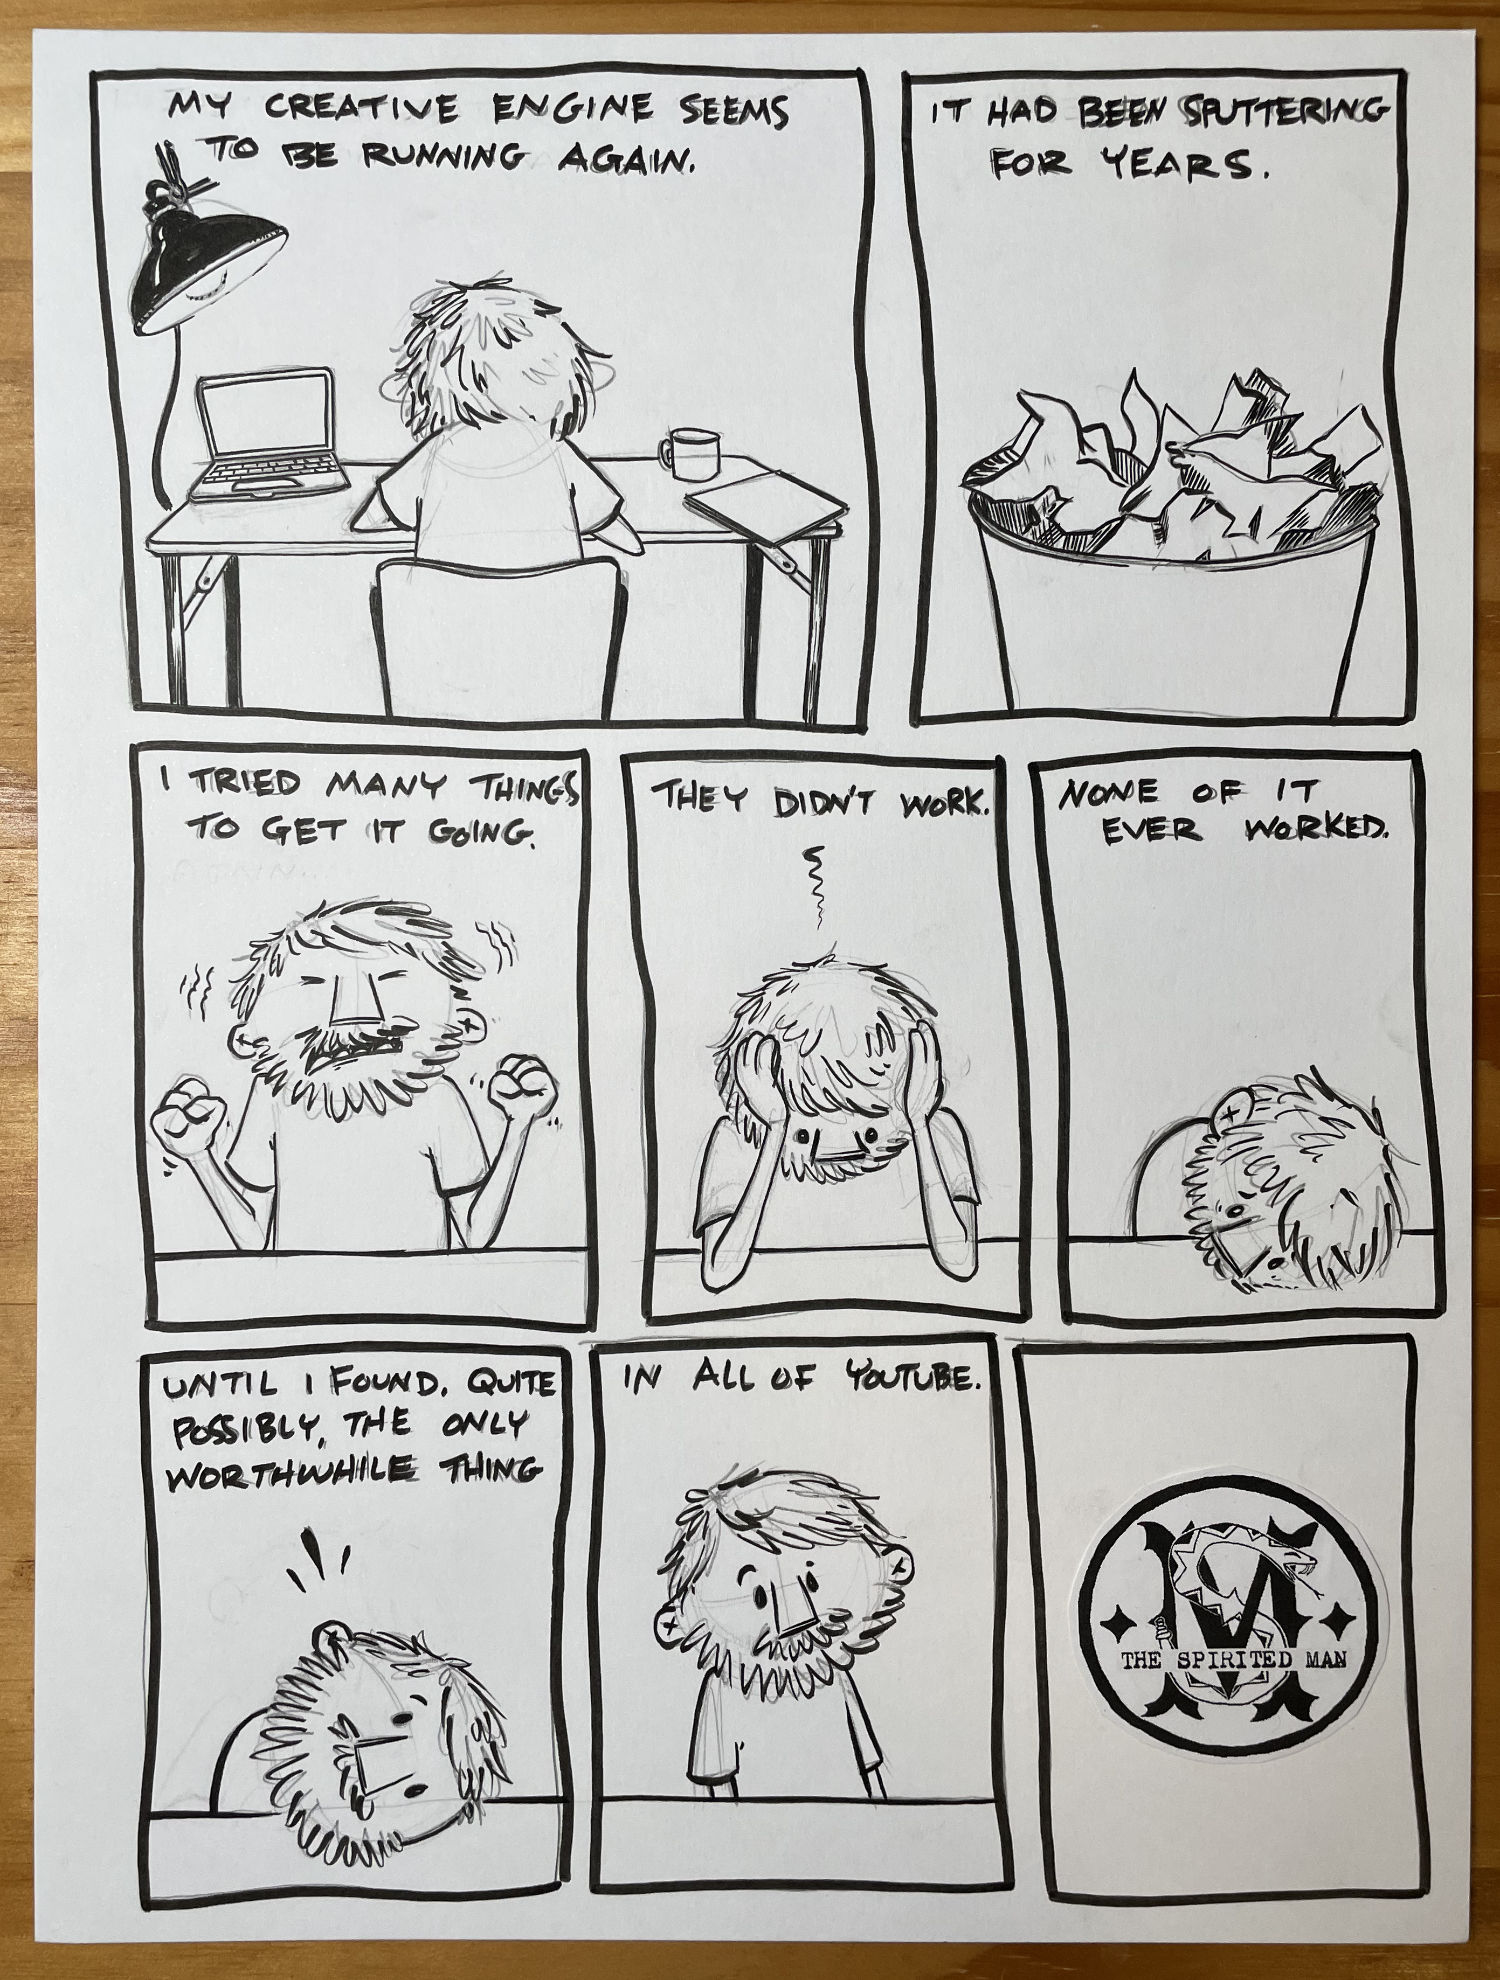 MY CREATIVE ENGINE SEEMS
TO BE RUNNING AGAIN.
IT HAD BEEN SPUTTERING
FOR YEARS.
I TRIED MANY THINGS
TO GET IT GOING.
THEY DIDN'T WORK.
NONE OF IT
EVER WORKED.
UNTIL I FOUND, QUITE
POSSIBLY, THE ONLY
WORTHWHILE THING
IN ALL OF YOUTUBE.
M
THE SPIRITED MAN